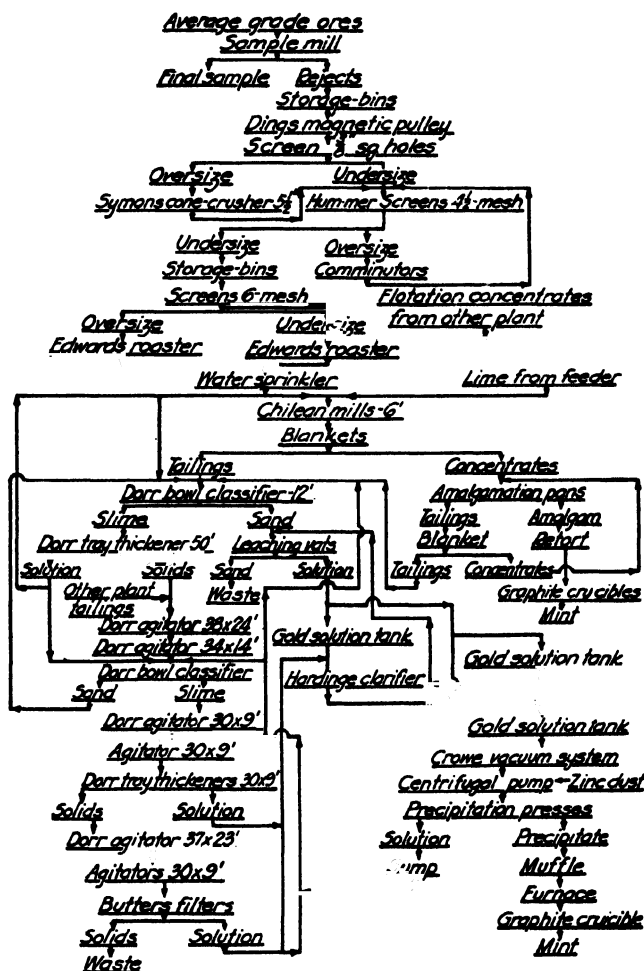 Average grade ores
Sample mill
Final sample Rejects
Storage-bins
Dings magnetic pulley
Screen sq holes
Oversize Undersize
Symons cone-crusher 5½' Hum-mer Screens 4½-mesh
Undersize Oversize
Storage-bins Comminutors
Screens 6-mesh Flotation concentrates
from other plant
Oversize Undersize
Edwards roaster Edwards roaster
Water sprinkler Lime from feeder
Chilean mills-6'
Blankets
Tailings Concentrates
Dorr bowl classifier-12' Amalgamation pans
Slime Sand Tailings Amalgam
Dorr tray thickener 50' Leaching vats Blanket Retort
Solution Solids Sand Solution Tailings Concentrates
Other plant tailings Waste Graphite crucibles
Dorr agitator 38x24' Mint
Dorr agitator 34x14' Gold solution tank Gold solution tank
Dorr bowl classifier Hardinge clarifier
Sand Slime
Dorr agitator 30x9' Gold solution tank
Agitator 30x9' Crowe vacuum system
Dorr tray thickeners 30x9' Centrifugal pump Zinc dust
Solids Solution Precipitation presses
Dorr agitator 37x23' Solution Precipitate
Agitators 30x9' Muffle
Butters filters Furnace
Solids Solution Graphite crucible
Waste Mint